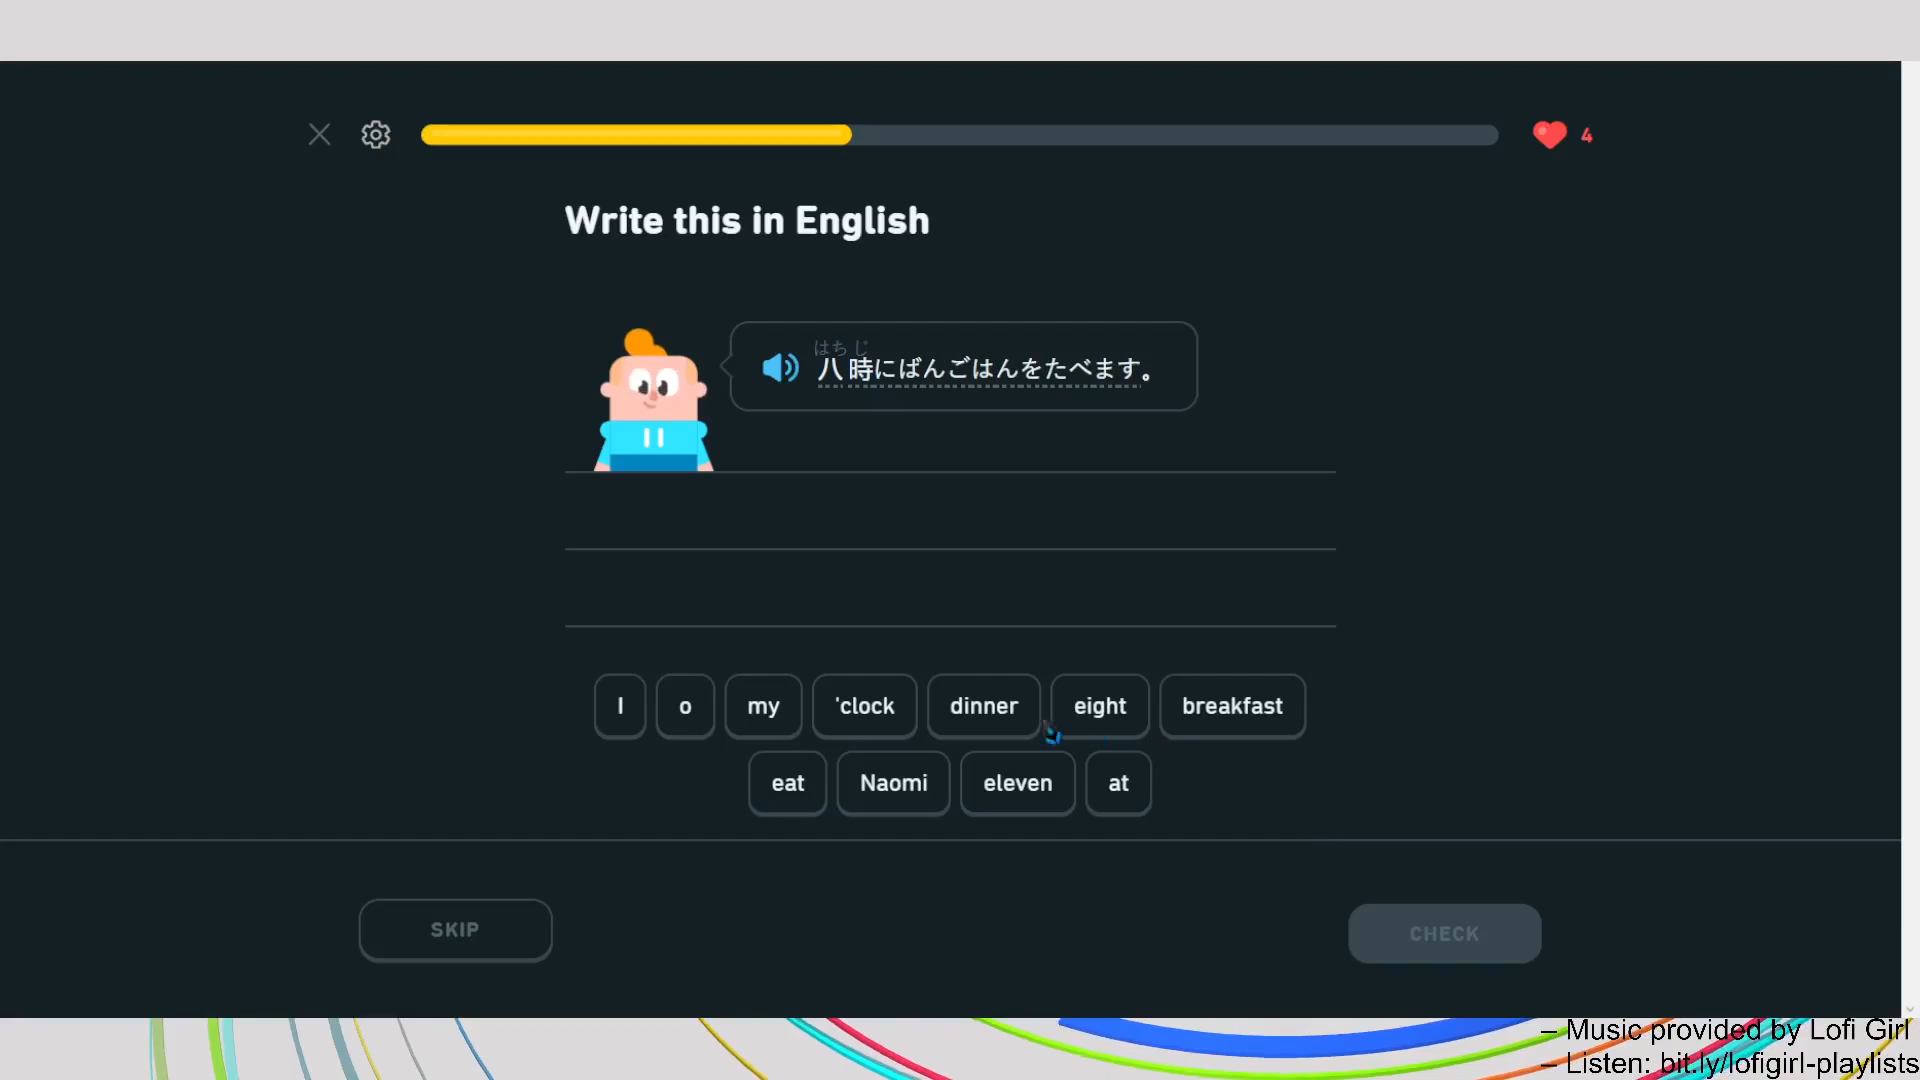 4
Write this in English
はちじ
八時にばんごはんをたべます。
I o my 'clock dinner eight breakfast
eat Naomi eleven at
SKIP CHECK
– Music provided by Lofi Girl
– Listen: bit.ly/lofigirl-playlists